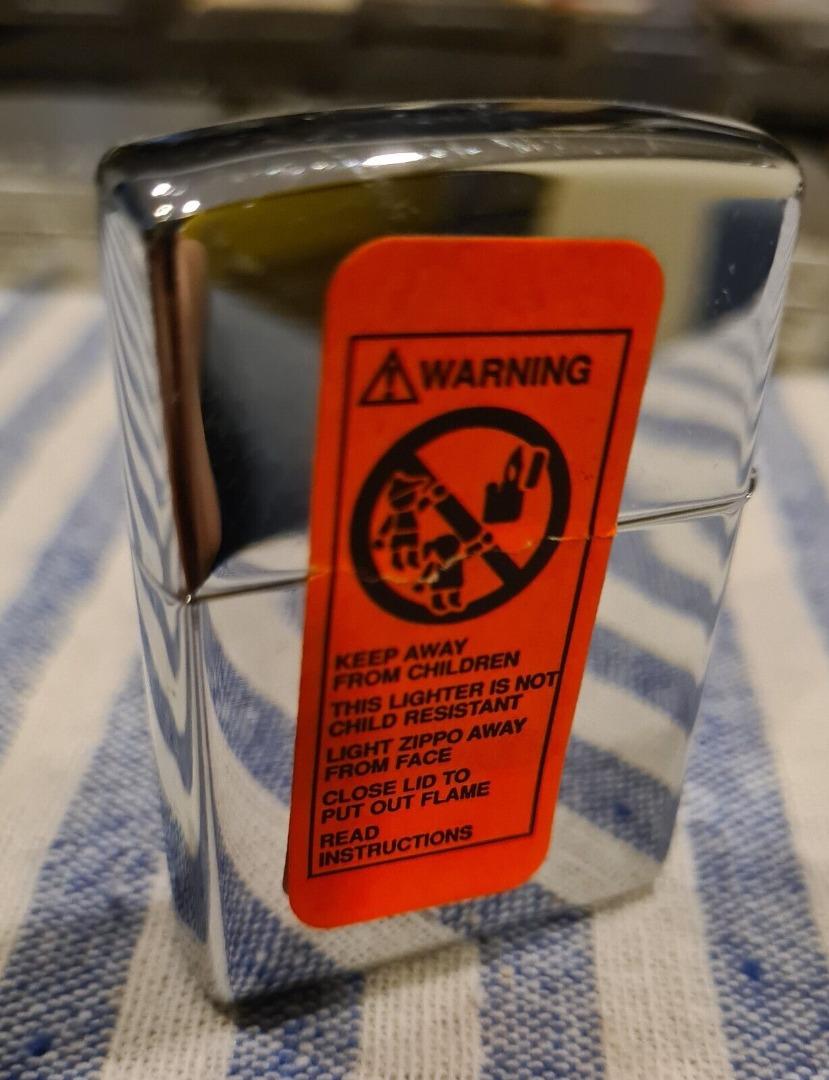 WARNING
KEEP AWAY
FROM CHILDREN
THIS LIGHTER IS NOT
CHILD RESISTANT
LIGHT ZIPPO AWAY
FROM FACE
CLOSE LID TO
PUT OUT FLAME
READ
INSTRUCTIONS